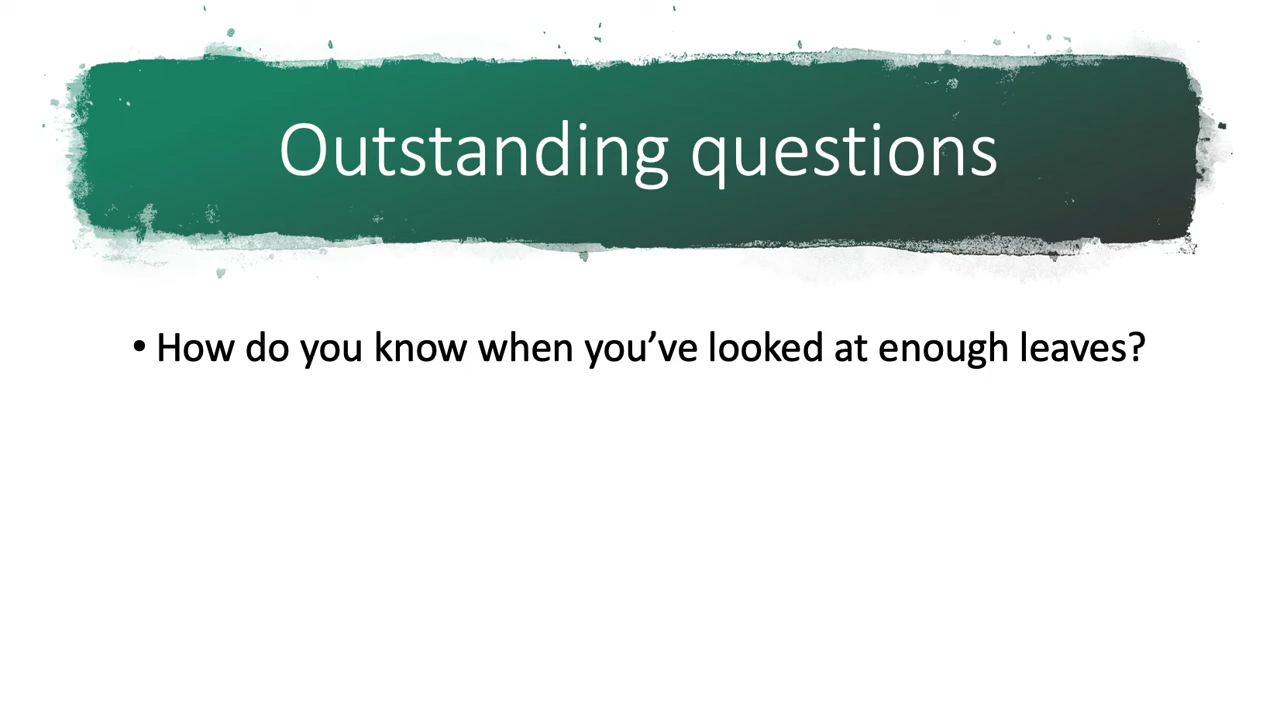 Outstanding questions
• How do you know when you’ve looked at enough leaves?